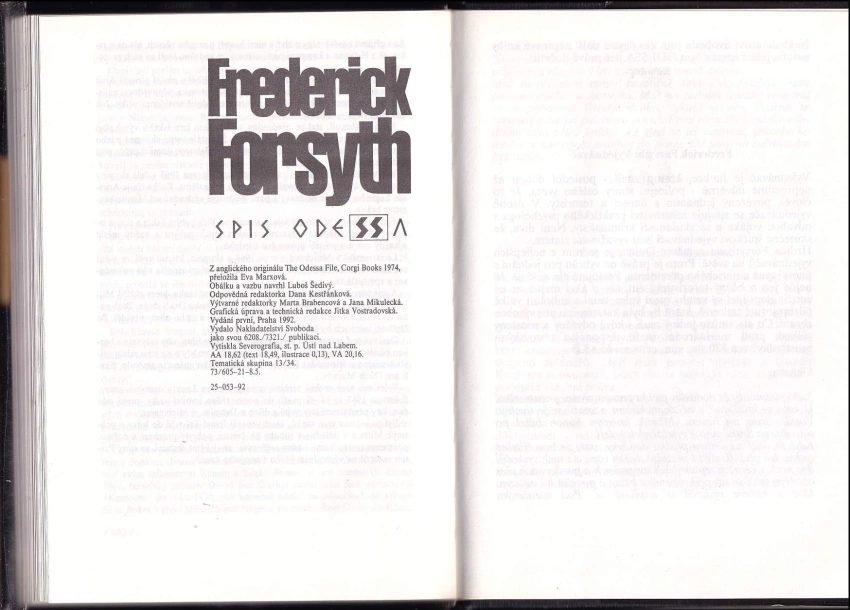 Frederick
Forsyth
SPIS ODESSA
Z anglického originálu The Odessa File, Corgi Books 1974,
přeložila Eva Marxová.
Obálku a vazbu navrhl Luboš Šedivý.
Odpovědná redaktorka Dana Kestřánková.
Výtvarné redaktorky Marta Brabencová a Jana Mikulecká.
Grafická úprava a technická redakce Jitka Vostradovská.
Vydání první, Praha 1992.
Vydalo Nakladatelství Svoboda
jako svou 6208./7321./ publikaci.
Vytiskla Severografia, st. p. Ústí nad Labem.
AA 18,62 (text 18,49, ilustrace 0,13), VA 20,16.
Tematická skupina 13/34.
73/605–21–8.5.
25–053–92